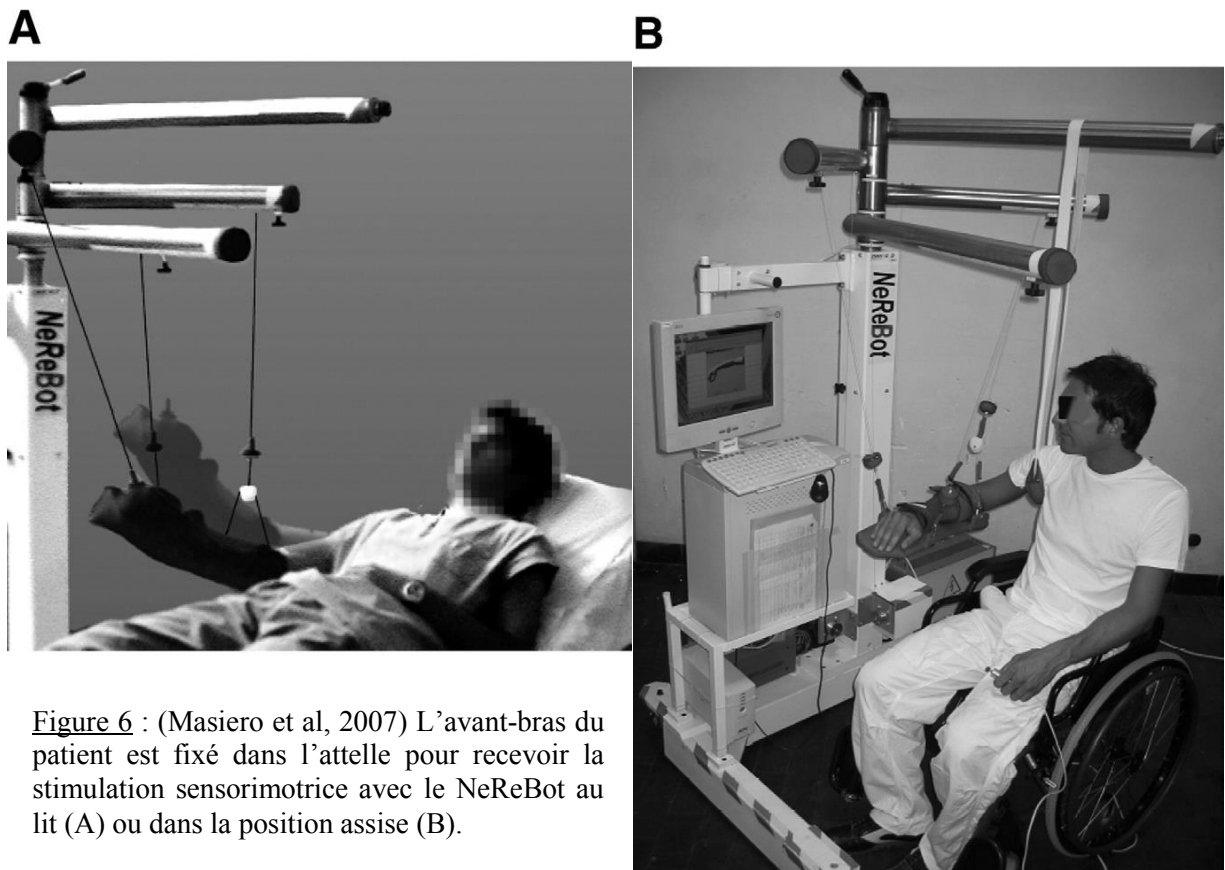 A
B
NeReBot
NeReBot
Figure 6 : (Masiero et al, 2007) L’avant-bras du
patient est fixé dans l’attelle pour recevoir la
stimulation sensorimotrice avec le NeReBot au
lit (A) ou dans la position assise (B).